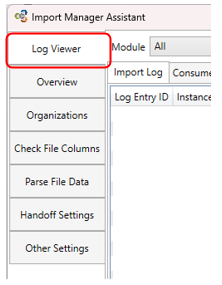 Import Manager Assistant
Log Viewer
Module All
Overview
Import Log Consume
Log Entry ID Instance
Organizations
Check File Columns
Parse File Data
Handoff Settings
Other Settings